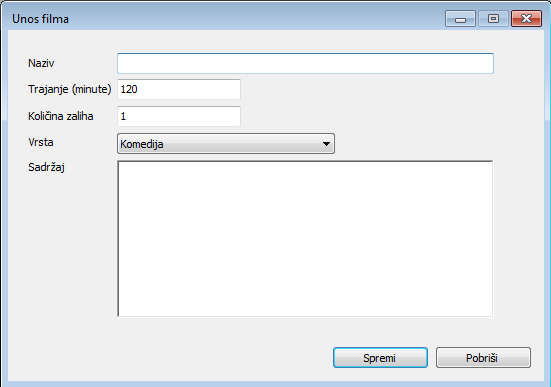 Unos filma
Naziv
Trajanje (minute) 120
Količina zaliha 1
Vrsta Komedija
Sadržaj
Spremi Pobriši